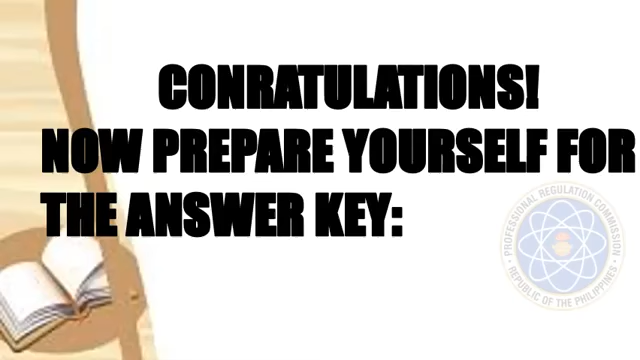 CONRATULATIONS!
NOW PREPARE YOURSELF FOR
THE ANSWER KEY:
PROFESSIONAL REGULATION COMMISSION
REPUBLIC OF THE PHILIPPINES